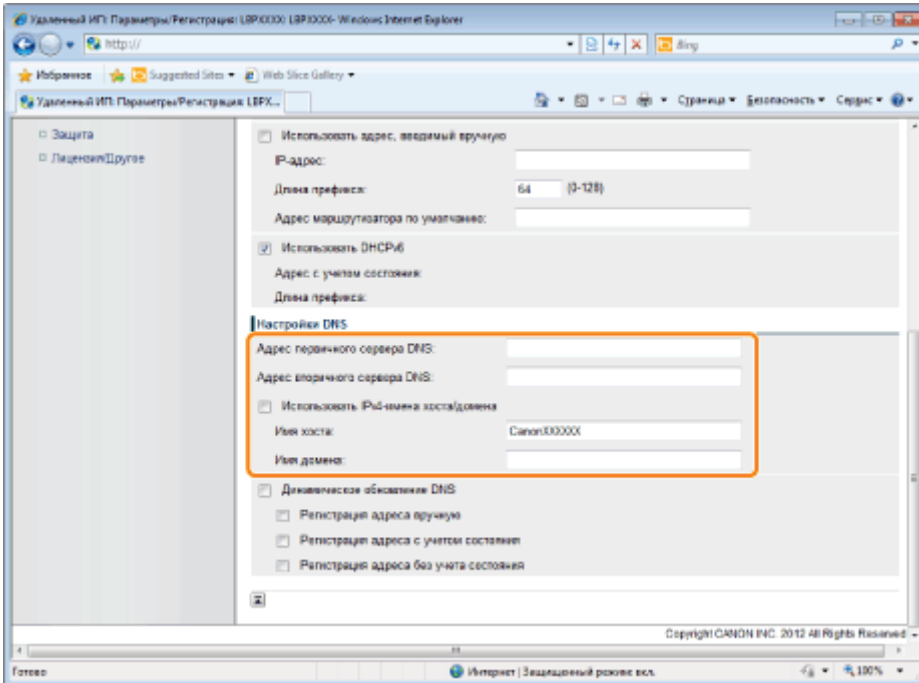 Удаленный ИП: Параметры/Регистрация: LBPXXXX: LBPXXXX- Windows Internet Explorer
http://
Bing
Избранное Suggested Sites Web Slice Gallery
Удаленный ИП: Параметры/Регистрация: LBPX... Страница Безопасность Сервис
Защита
Лицензия/Другое
Использовать адрес, вводимый вручную
IP-адрес:
Длина префикса: 64 (0-128)
Адрес маршрутизатора по умолчанию:
Использовать DHCPv6
Адрес с учетом состояния:
Длина префикса:
Настройки DNS
Адрес первичного сервера DNS:
Адрес вторичного сервера DNS:
Использовать IPv4-имена хоста/домена
Имя хоста: CanonXXXXXX
Имя домена:
Динамическое обновление DNS
Регистрация адреса вручную
Регистрация адреса с учетом состояния
Регистрация адреса без учета состояния
Copyright CANON INC. 2012 All Rights Reserved
Готово Интернет | Защищенный режим: вкл. 100%